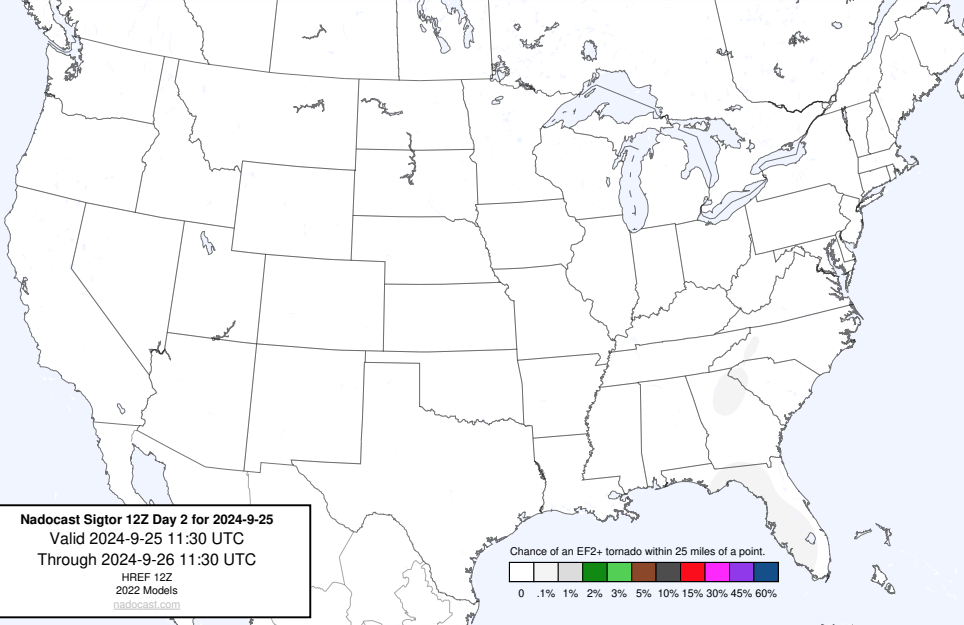 Nadocast Sigtor 12Z Day 2 for 2024-9-25
Valid 2024-9-25 11:30 UTC
Through 2024-9-26 11:30 UTC
HREF 12Z
2022 Models
nadocast.com
Chance of an EF2+ tornado within 25 miles of a point.
0 .1% 1% 2% 3% 5% 10% 15% 30% 45% 60%